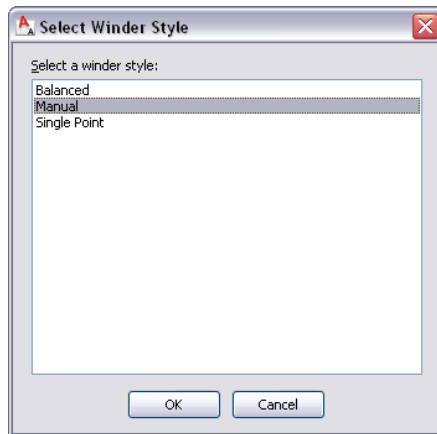 Select Winder Style
Select a winder style:
Balanced
Manual
Single Point
OK Cancel